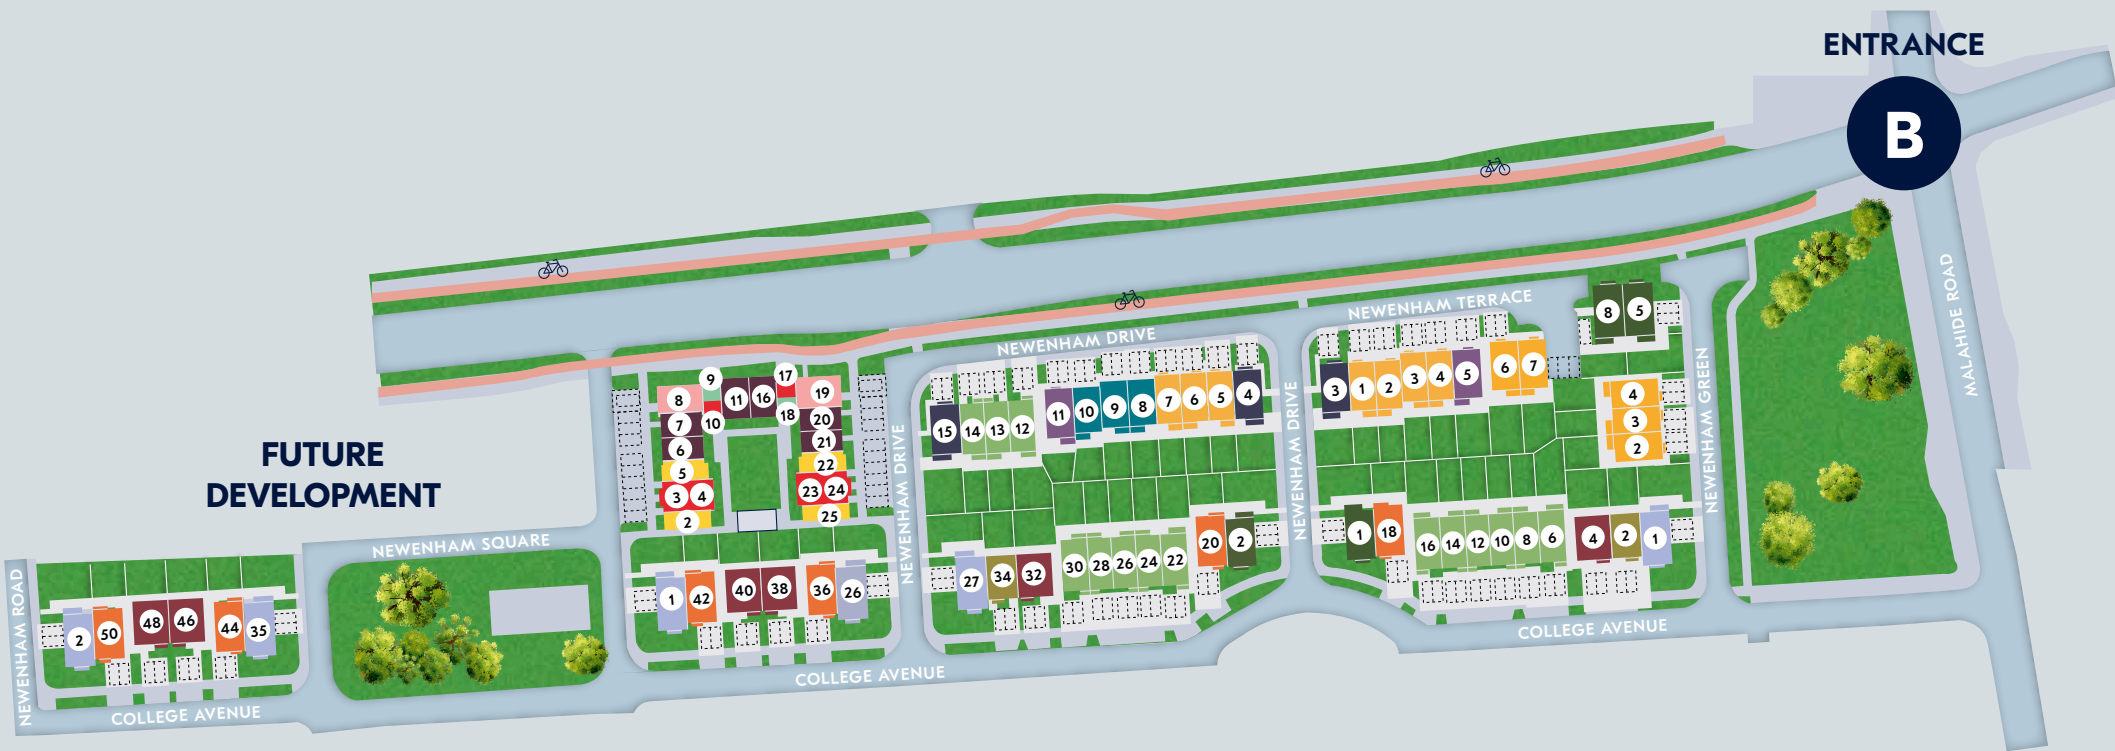 ENTRANCE
B
MALAHIDE ROAD
NEWENHAM TERRACE
NEWENHAM DRIVE
8 5
3 1 2 3 4 5 6 7
4
3
2
NEWENHAM GREEN
9 17
8 11 16 19
7 10 18 20
6 21
5 22
3 4 23 24
2 25
NEWENHAM DRIVE
15 14 13 12 11 10 9 8 7 6 5 4
NEWENHAM DRIVE
FUTURE
DEVELOPMENT
NEWENHAM SQUARE
1 18 16 14 12 10 8 6 4 2 1
27 34 32 30 28 26 24 22 20 2
1 42 40 38 36 26
2 50 48 46 44 35
NEWENHAM ROAD
COLLEGE AVENUE
COLLEGE AVENUE
COLLEGE AVENUE